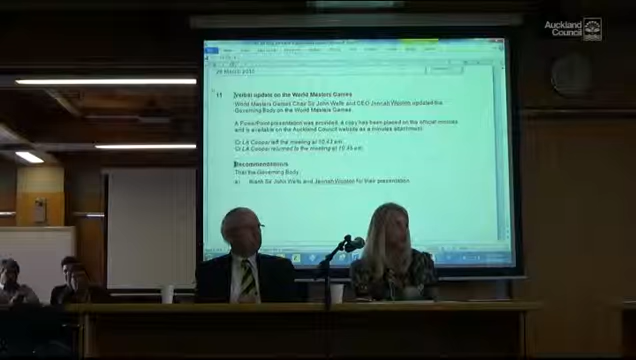 Auckland
Council
26 March 2015
11 Verbal update on the World Masters Games
World Masters Games Chair Sir John Wells and CEO Jennah Wootten updated the
Governing Body on the World Masters Games.
A PowerPoint presentation was provided, a copy has been placed on the official minutes
and is available on the Auckland Council website as a minutes attachment.
Cr LA Cooper left the meeting at 10.43 am.
Cr LA Cooper returned to the meeting at 10.45 am.
Recommendation/s
That the Governing Body:
a) thank Sir John Wells and Jennah Wootten for their presentation.